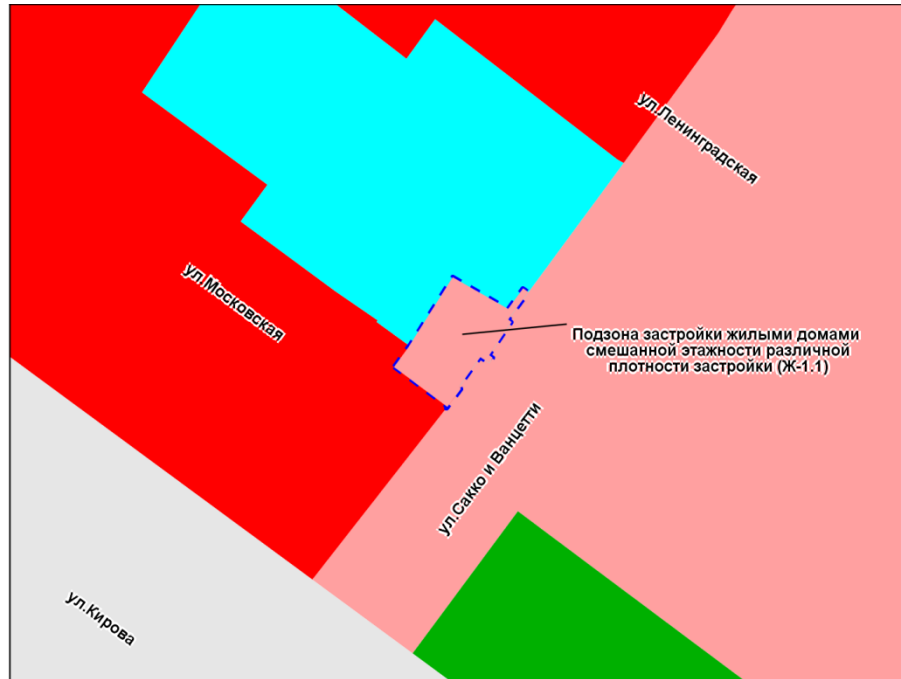 ул.Ленинградская
ул.Московская
Подзона застройки жилыми домами
смешанной этажности различной
плотности застройки (Ж-1.1)
ул.Сакко и Ванцетти
ул.Кирова